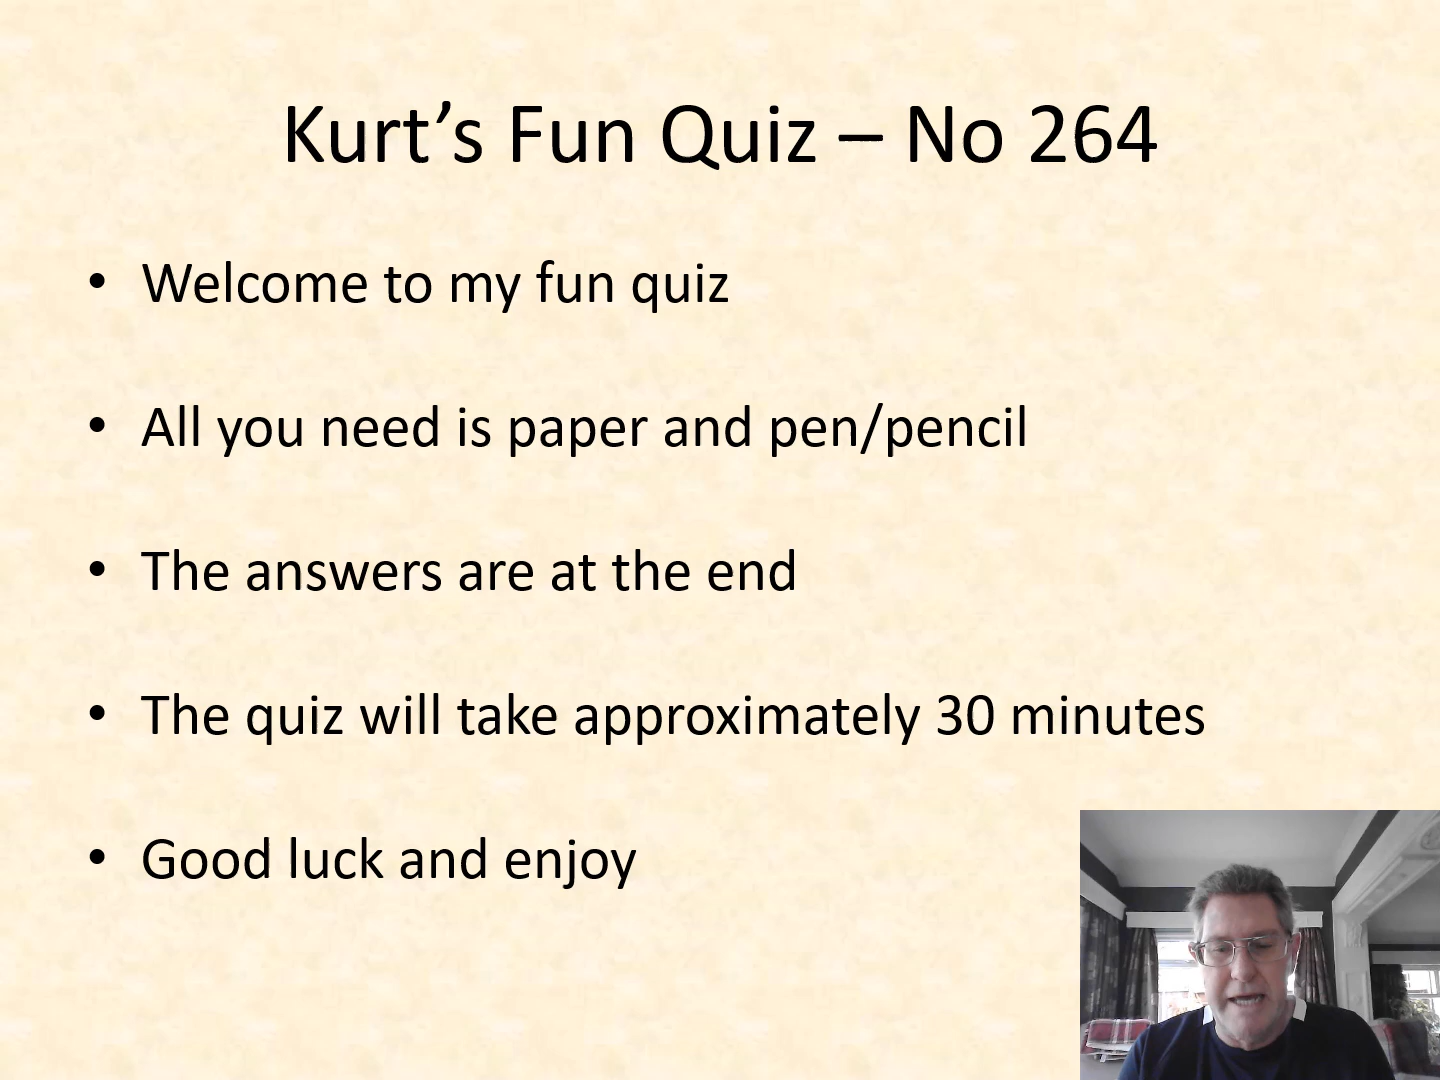 Kurt’s Fun Quiz – No 264
• Welcome to my fun quiz
• All you need is paper and pen/pencil
• The answers are at the end
• The quiz will take approximately 30 minutes
• Good luck and enjoy